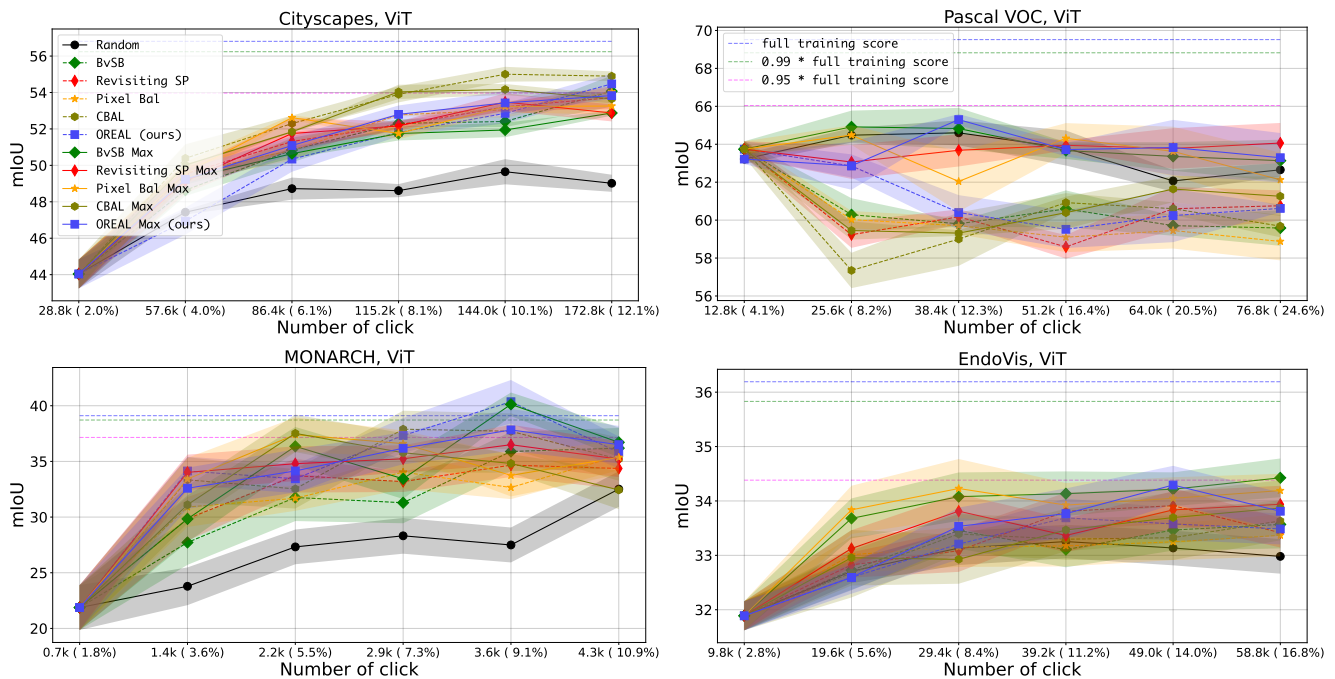 Cityscapes, ViT
mIoU
56
54
52
50
48
46
44
Random
BvSB
Revisiting SP
Pixel Bal
CBAL
OREAL (ours)
BvSB Max
Revisiting SP Max
Pixel Bal Max
CBAL Max
OREAL Max (ours)
28.8k ( 2.0%) 57.6k ( 4.0%) 86.4k ( 6.1%) 115.2k ( 8.1%) 144.0k ( 10.1%) 172.8k ( 12.1%)
Number of click
Pascal VOC, ViT
mIoU
70
68
66
64
62
60
58
56
full training score
0.99 * full training score
0.95 * full training score
12.8k ( 4.1%) 25.6k ( 8.2%) 38.4k ( 12.3%) 51.2k ( 16.4%) 64.0k ( 20.5%) 76.8k ( 24.6%)
Number of click
MONARCH, ViT
mIoU
40
35
30
25
20
0.7k ( 1.8%) 1.4k ( 3.6%) 2.2k ( 5.5%) 2.9k ( 7.3%) 3.6k ( 9.1%) 4.3k ( 10.9%)
Number of click
EndoVis, ViT
mIoU
36
35
34
33
32
9.8k ( 2.8%) 19.6k ( 5.6%) 29.4k ( 8.4%) 39.2k ( 11.2%) 49.0k ( 14.0%) 58.8k ( 16.8%)
Number of click